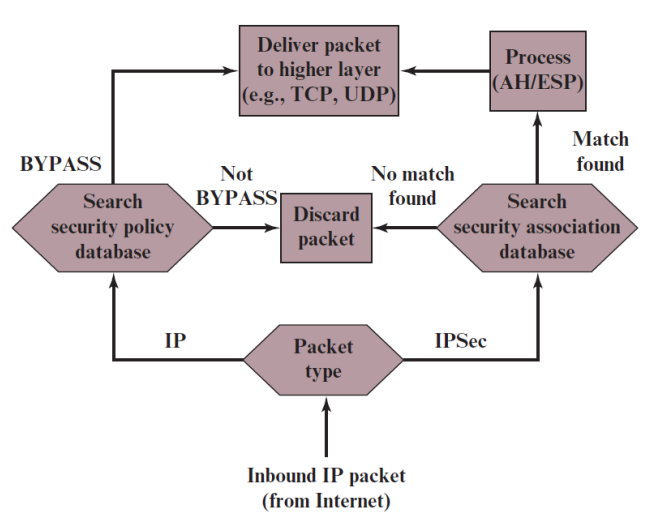 Deliver packet
to higher layer
(e.g., TCP, UDP)
Process
(AH/ESP)
BYPASS
Not
BYPASS
No match
found
Match
found
Search
security policy
database
Discard
packet
Search
security association
database
IP
Packet
type
IPSec
Inbound IP packet
(from Internet)